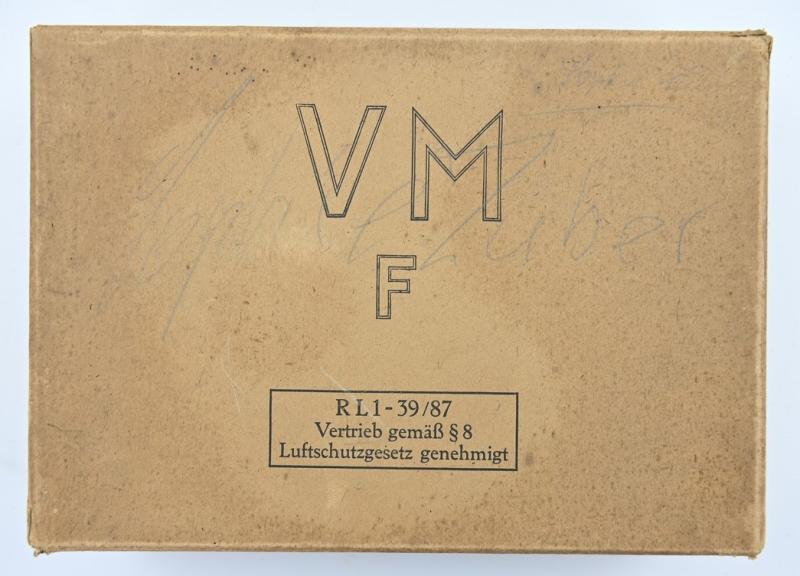 VM
F
RL1-39/87
Vertrieb gemäß § 8
Luftschutzgesetz genehmigt